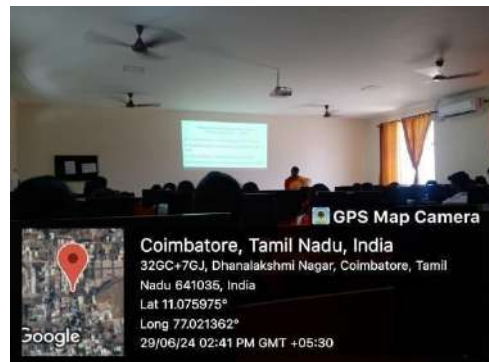 GPS Map Camera
Coimbatore, Tamil Nadu, India
32GC+7GJ, Dhanalakshmi Nagar, Coimbatore, Tamil
Nadu 641035, India
Lat 11.075975°
Long 77.021362°
29/06/24 02:41 PM GMT +05:30
Google